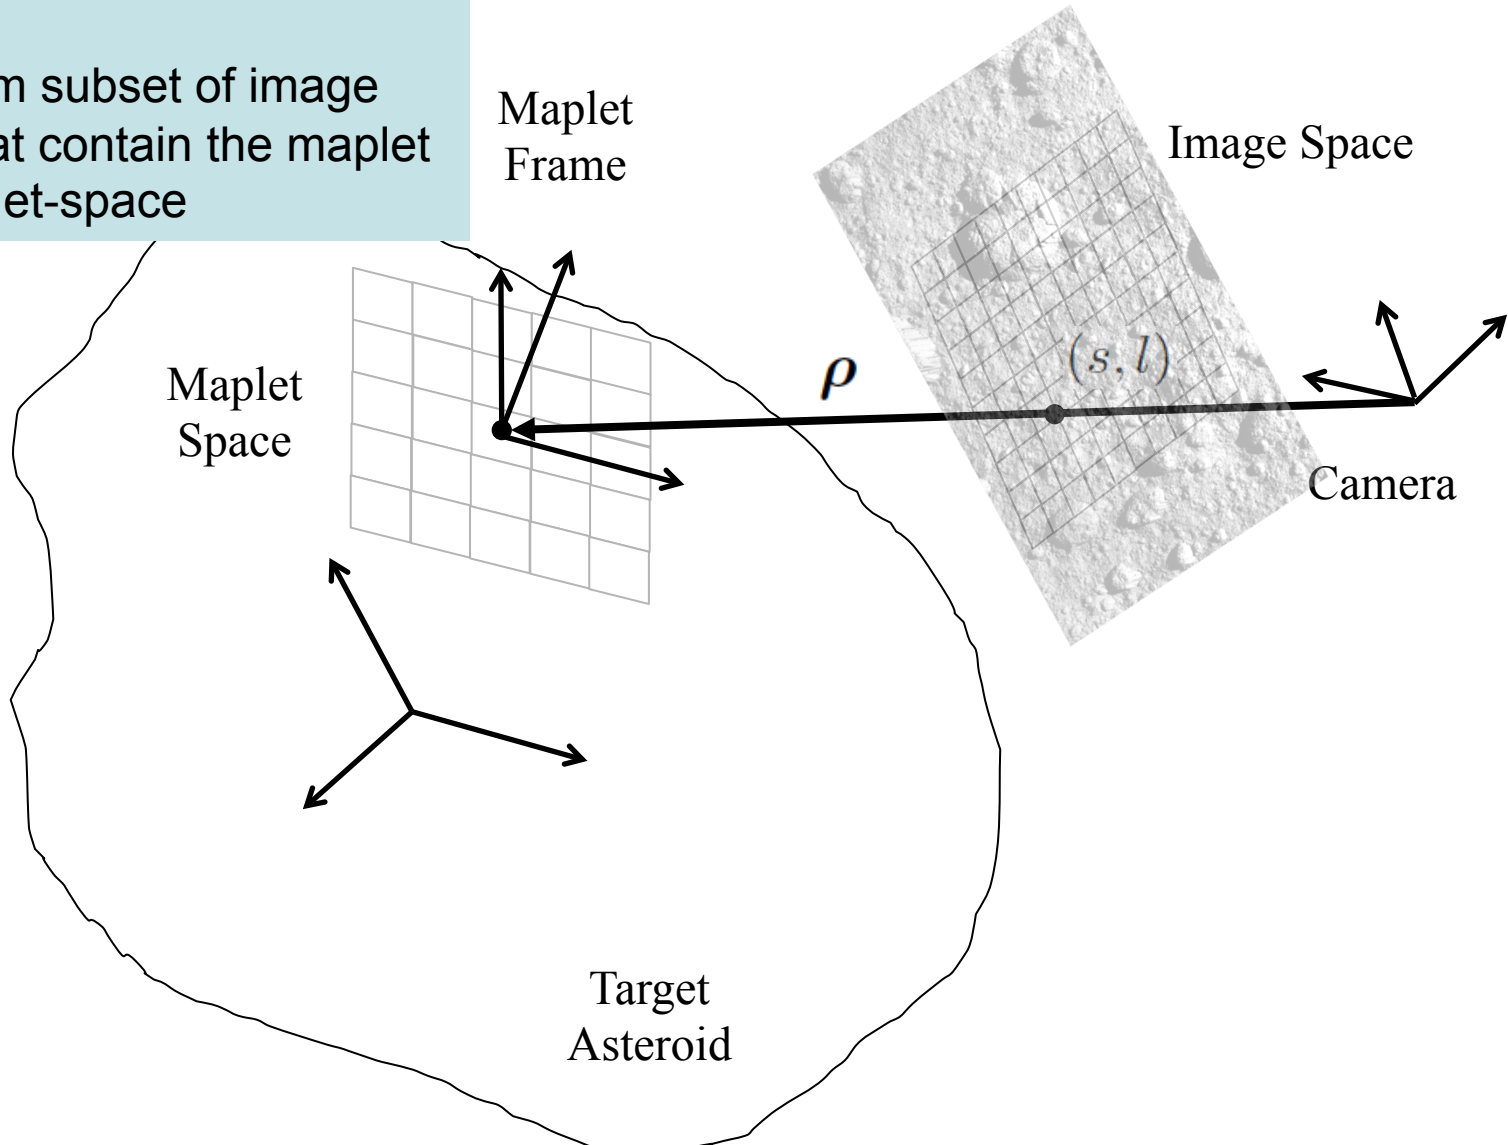 m subset of image
at contain the maplet
et-space
Maplet
Frame
Image Space
Maplet
Space
ρ
(s, l)
Camera
Target
Asteroid